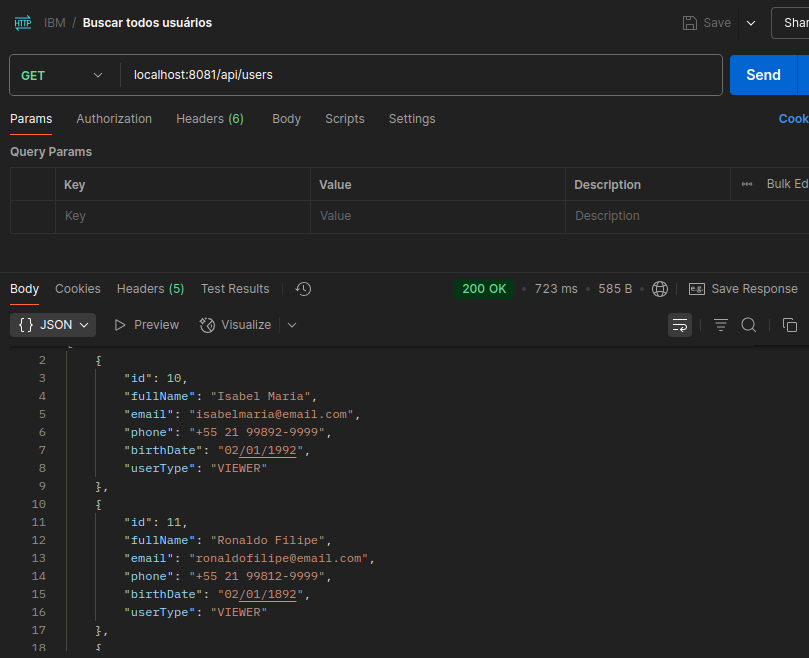 HTTP IBM / Buscar todos usuários Save Shar
GET localhost:8081/api/users Send
Params Authorization Headers (6) Body Scripts Settings Cook
Query Params
Key Value Description ••• Bulk Ed
Key Value Description
Body Cookies Headers (5) Test Results 200 OK • 723 ms • 585 B • e.g. Save Response
{} JSON Preview Visualize
2 {
3 "id": 10,
4 "fullName": "Isabel Maria",
5 "email": "isabelmaria@email.com",
6 "phone": "+55 21 99892-9999",
7 "birthDate": "02/01/1992",
8 "userType": "VIEWER"
9 },
10 {
11 "id": 11,
12 "fullName": "Ronaldo Filipe",
13 "email": "ronaldofilipe@email.com",
14 "phone": "+55 21 99812-9999",
15 "birthDate": "02/01/1892",
16 "userType": "VIEWER"
17 },
18 {